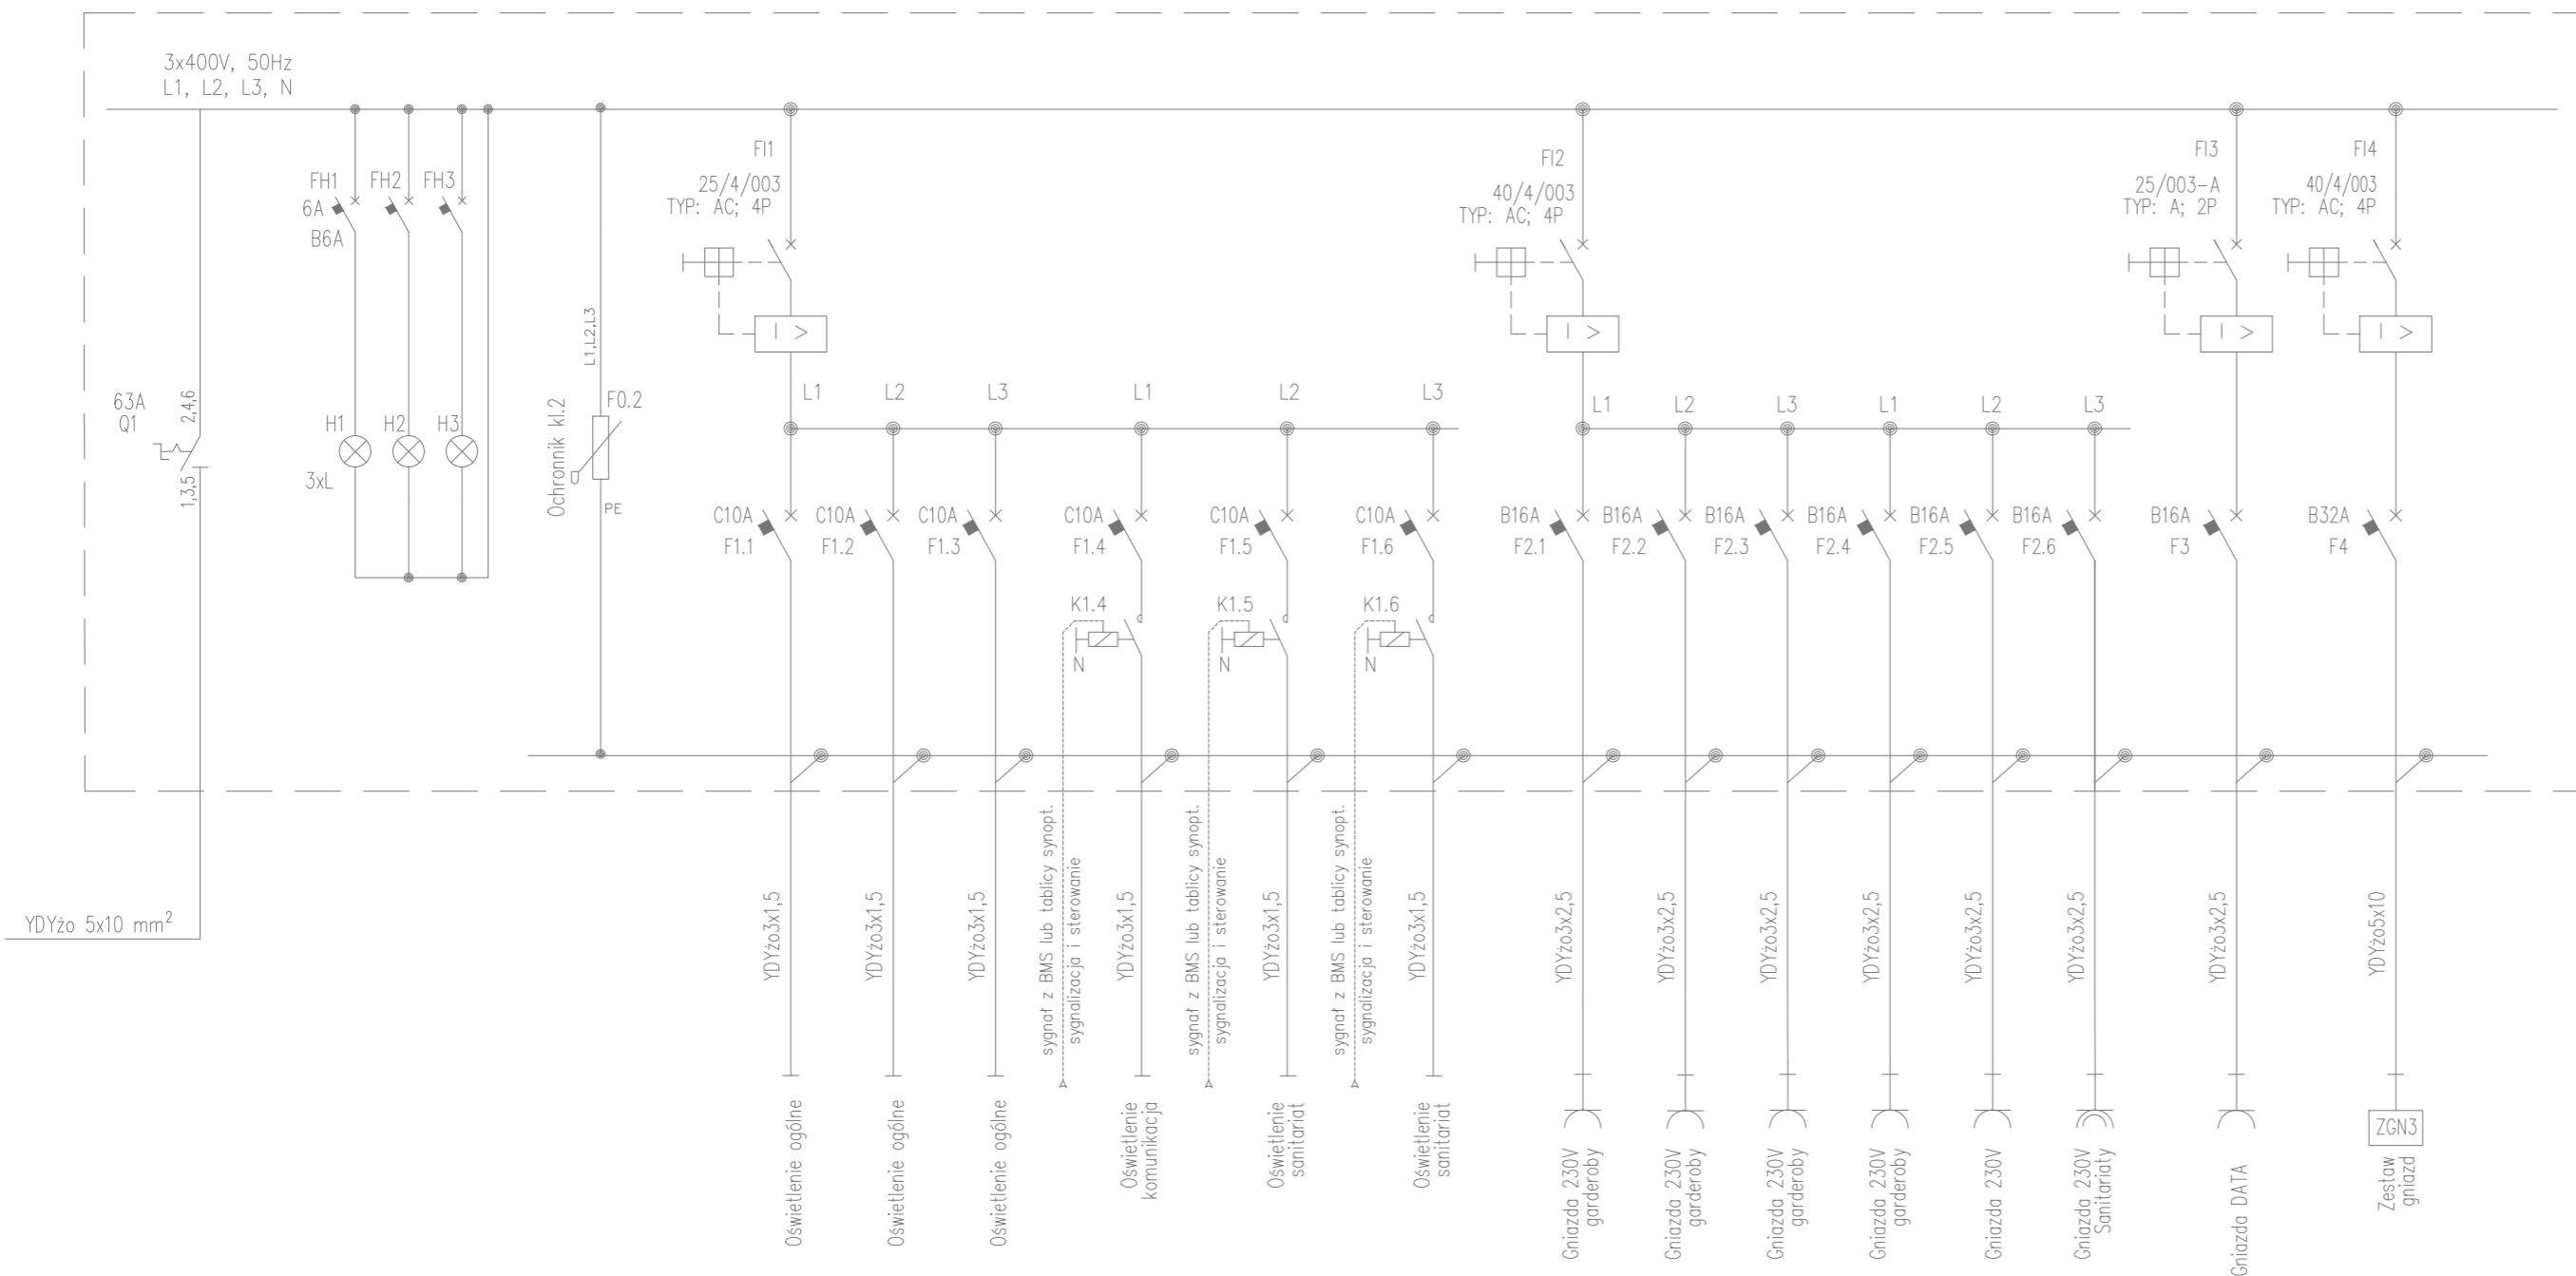 3x400V, 50Hz
L1, L2, L3, N
63A
Q1
2,4,6
1,3,5
YDYżo 5x10 mm²
FH1
FH2
FH3
6A
B6A
H1
H2
H3
3xL
L1,L2,L3
Ochronnik kl.2
F0.2
U
PE
FI1
25/4/003
TYP: AC; 4P
I >
FI2
40/4/003
TYP: AC; 4P
I >
FI3
25/003-A
TYP: A; 2P
I >
FI4
40/4/003
TYP: AC; 4P
I >
L1
L2
L3
L1
L2
L3
L1
L2
L3
L1
L2
L3
C10A
F1.1
C10A
F1.2
C10A
F1.3
C10A
F1.4
C10A
F1.5
C10A
F1.6
B16A
F2.1
B16A
F2.2
B16A
F2.3
B16A
F2.4
B16A
F2.5
B16A
F2.6
B16A
F3
B32A
F4
K1.4
N
K1.5
N
K1.6
N
YDYżo3x1,5
YDYżo3x1,5
YDYżo3x1,5
sygnał z BMS lub tablicy synopt.
sygnalizacja i sterowanie
YDYżo3x1,5
sygnał z BMS lub tablicy synopt.
sygnalizacja i sterowanie
YDYżo3x1,5
sygnał z BMS lub tablicy synopt.
sygnalizacja i sterowanie
YDYżo3x1,5
YDYżo3x2,5
YDYżo3x2,5
YDYżo3x2,5
YDYżo3x2,5
YDYżo3x2,5
YDYżo3x2,5
YDYżo3x2,5
YDYżo5x10
Oświetlenie ogólne
Oświetlenie ogólne
Oświetlenie ogólne
Oświetlenie
komunikacja
Oświetlenie
sanitariat
Oświetlenie
sanitariat
Gniazda 230V
garderoby
Gniazda 230V
garderoby
Gniazda 230V
garderoby
Gniazda 230V
garderoby
Gniazda 230V
Gniazda 230V
Sanitariaty
Gniazda DATA
ZGN3
Zestaw
gniazd